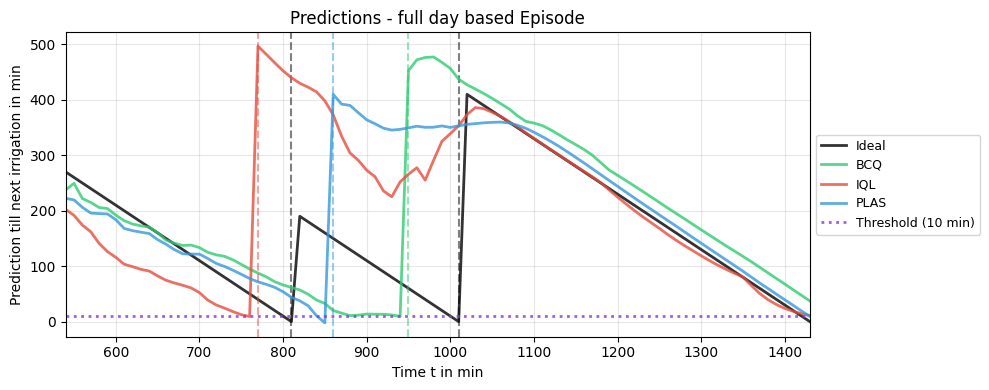 Predictions - full day based Episode
Prediction till next irrigation in min
500
400
300
200
100
0
600
700
800
900
1000
1100
1200
1300
1400
Time t in min
Ideal
BCQ
IQL
PLAS
Threshold (10 min)